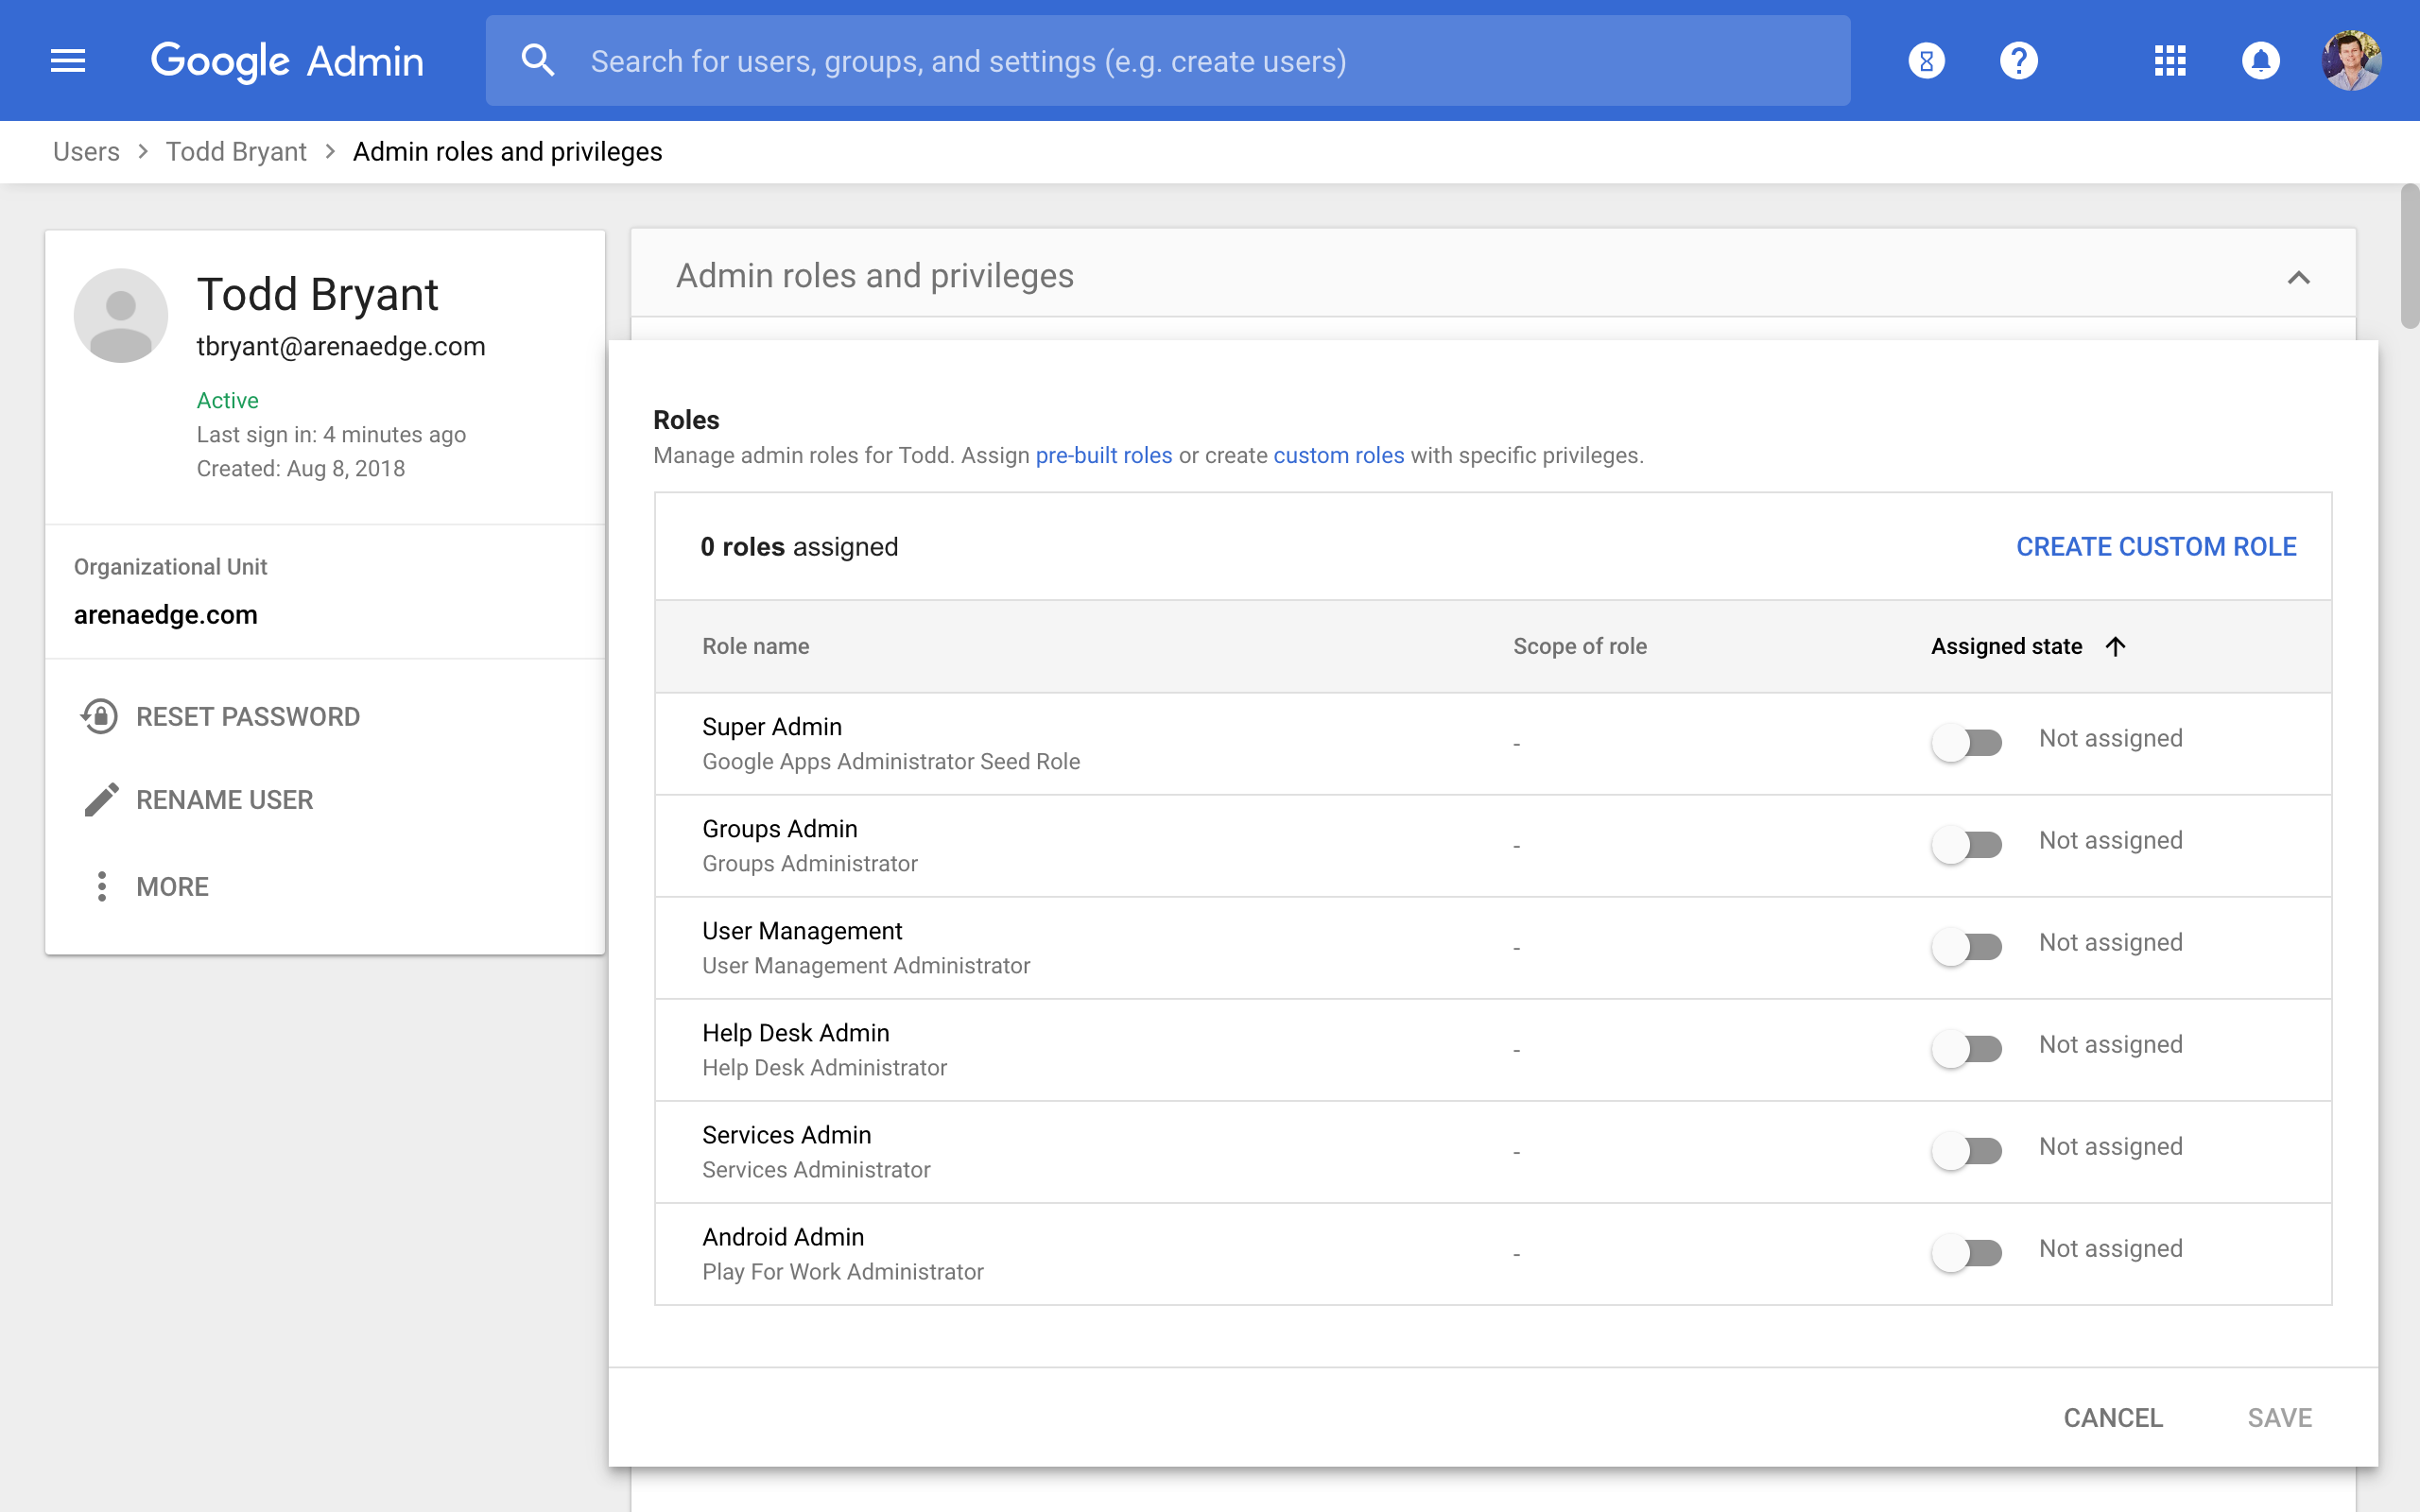 Google Admin
Search for users, groups, and settings (e.g. create users)
Users > Todd Bryant > Admin roles and privileges
Todd Bryant
tbryant@arenaedge.com
Active
Last sign in: 4 minutes ago
Created: Aug 8, 2018
Organizational Unit
arenaedge.com
RESET PASSWORD
RENAME USER
MORE
Admin roles and privileges
Roles
Manage admin roles for Todd. Assign pre-built roles or create custom roles with specific privileges.
0 roles assigned
CREATE CUSTOM ROLE
Role name Scope of role Assigned state
Super Admin
Google Apps Administrator Seed Role
- Not assigned
Groups Admin
Groups Administrator
- Not assigned
User Management
User Management Administrator
- Not assigned
Help Desk Admin
Help Desk Administrator
- Not assigned
Services Admin
Services Administrator
- Not assigned
Android Admin
Play For Work Administrator
- Not assigned
CANCEL SAVE